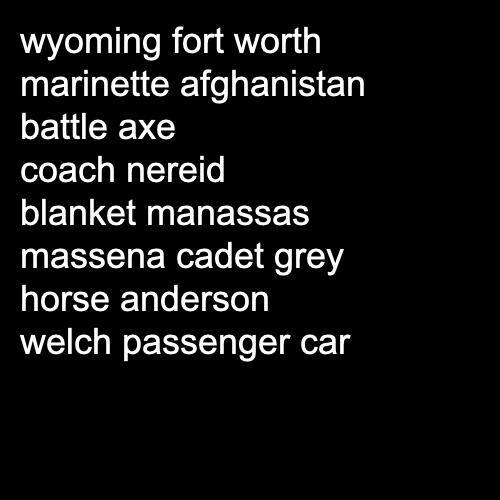 wyoming fort worth
marinette afghanistan
battle axe
coach nereid
blanket manassas
massena cadet grey
horse anderson
welch passenger car